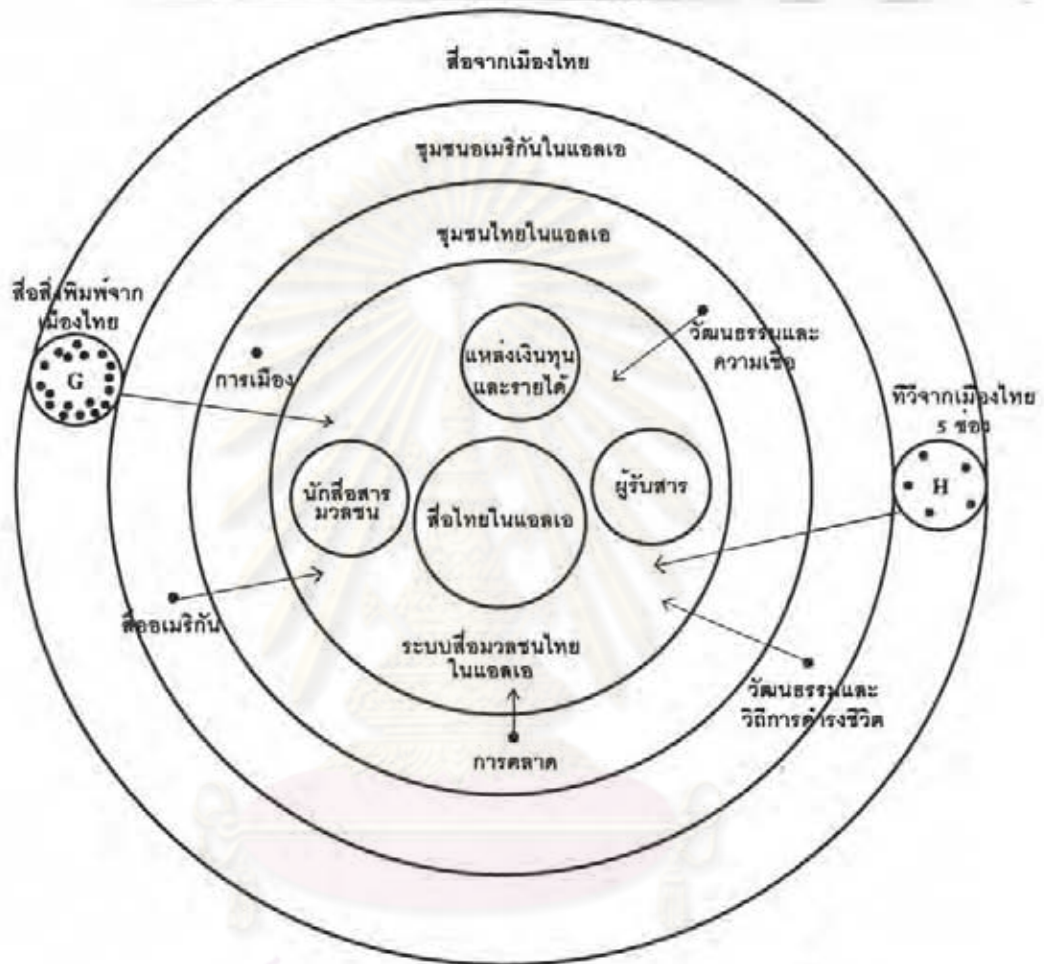 สื่อจากเมืองไทย
ชุมชนอเมริกันในแอลเอ
ชุมชนไทยในแอลเอ
สื่อสิ่งพิมพ์จาก
เมืองไทย
G
การเมือง
แหล่งเงินทุน
และรายได้
วัฒนธรรมและ
ความเชื่อ
ทีวีจากเมืองไทย
5 ช่อง
H
นักสื่อสาร
มวลชน
สื่อไทยในแอลเอ
ผู้รับสาร
สื่ออเมริกัน
ระบบสื่อมวลชนไทย
ในแอลเอ
วัฒนธรรมและ
วิถีการดำรงชีวิต
การตลาด